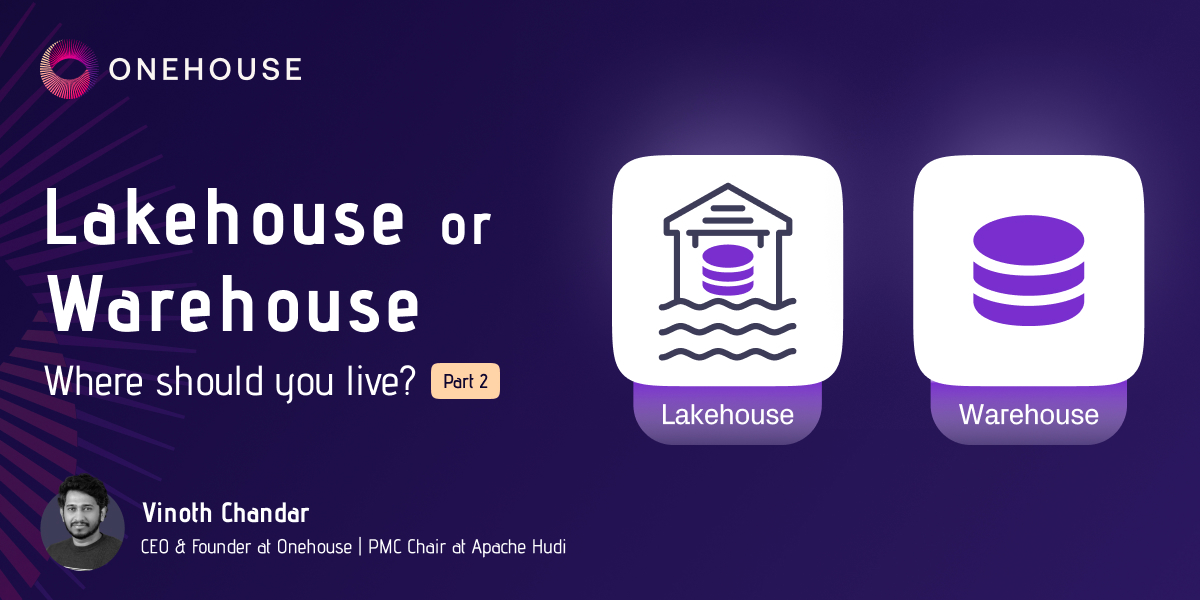 ONEHOUSE
Lakehouse or
Warehouse
Where should you live? Part 2
Lakehouse
Warehouse
Vinoth Chandar
CEO & Founder at Onehouse | PMC Chair at Apache Hudi